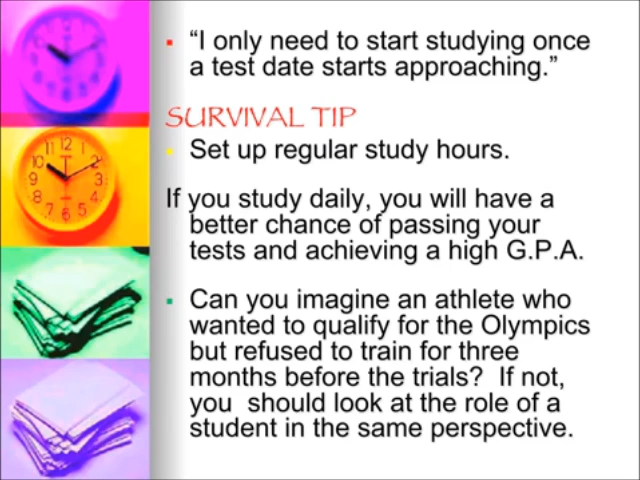 “I only need to start studying once
a test date starts approaching.”
SURVIVAL TIP
Set up regular study hours.
If you study daily, you will have a
better chance of passing your
tests and achieving a high G.P.A.
Can you imagine an athlete who
wanted to qualify for the Olympics
but refused to train for three
months before the trials?  If not,
you  should look at the role of a
student in the same perspective.